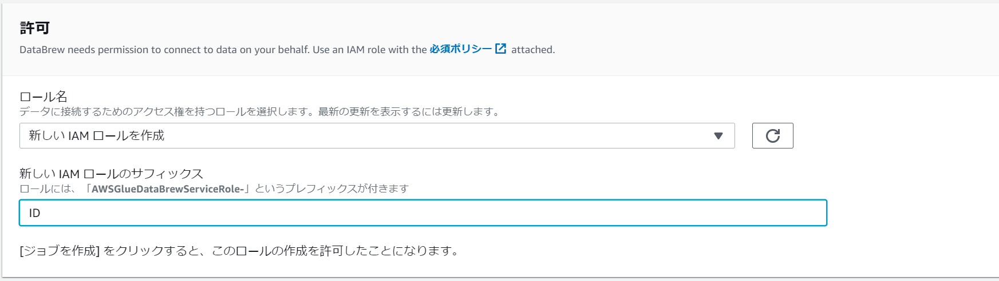 許可
DataBrew needs permission to connect to data on your behalf. Use an IAM role with the 必須ポリシー attached.
ロール名
データに接続するためのアクセス権を持つロールを選択します。最新の更新を表示するには更新します。
新しい IAM ロールを作成
新しい IAM ロールのサフィックス
ロールには、「AWSGlueDataBrewServiceRole-」というプレフィックスが付きます
ID
[ジョブを作成] をクリックすると、このロールの作成を許可したことになります。